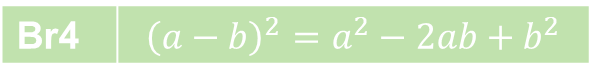 Br4 (a − b)² = a² − 2ab + b²